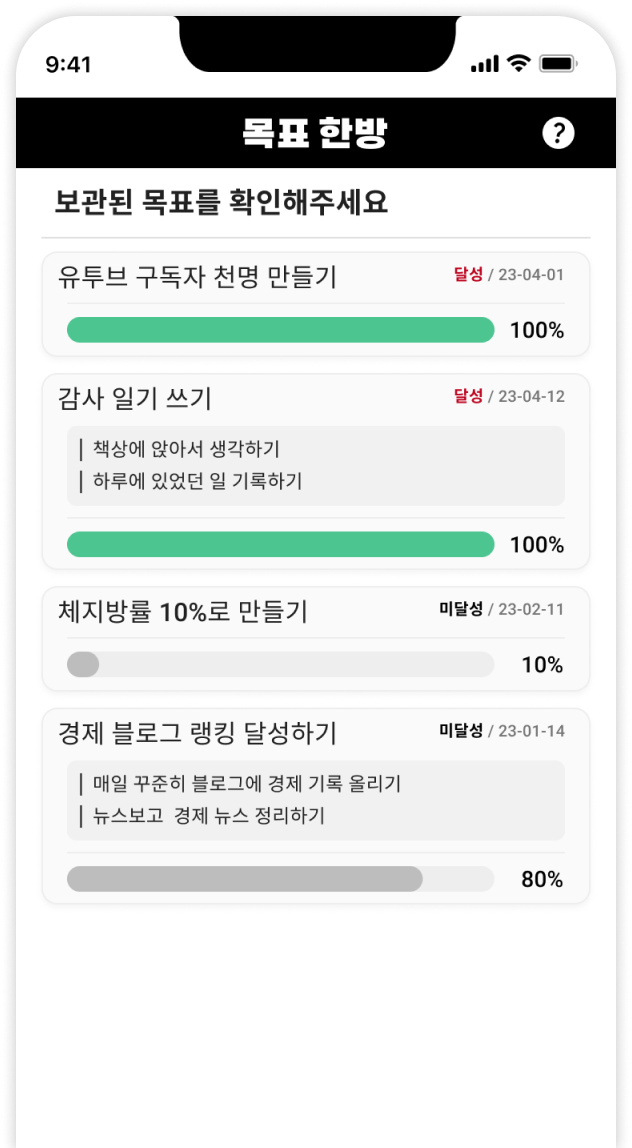 9:41
목표 한방
?
보관된 목표를 확인해주세요
유투브 구독자 천명 만들기 달성 / 23-04-01
100%
감사 일기 쓰기 달성 / 23-04-12
| 책상에 앉아서 생각하기
| 하루에 있었던 일 기록하기
100%
체지방률 10%로 만들기 미달성 / 23-02-11
10%
경제 블로그 랭킹 달성하기 미달성 / 23-01-14
| 매일 꾸준히 블로그에 경제 기록 올리기
| 뉴스보고  경제 뉴스 정리하기
80%